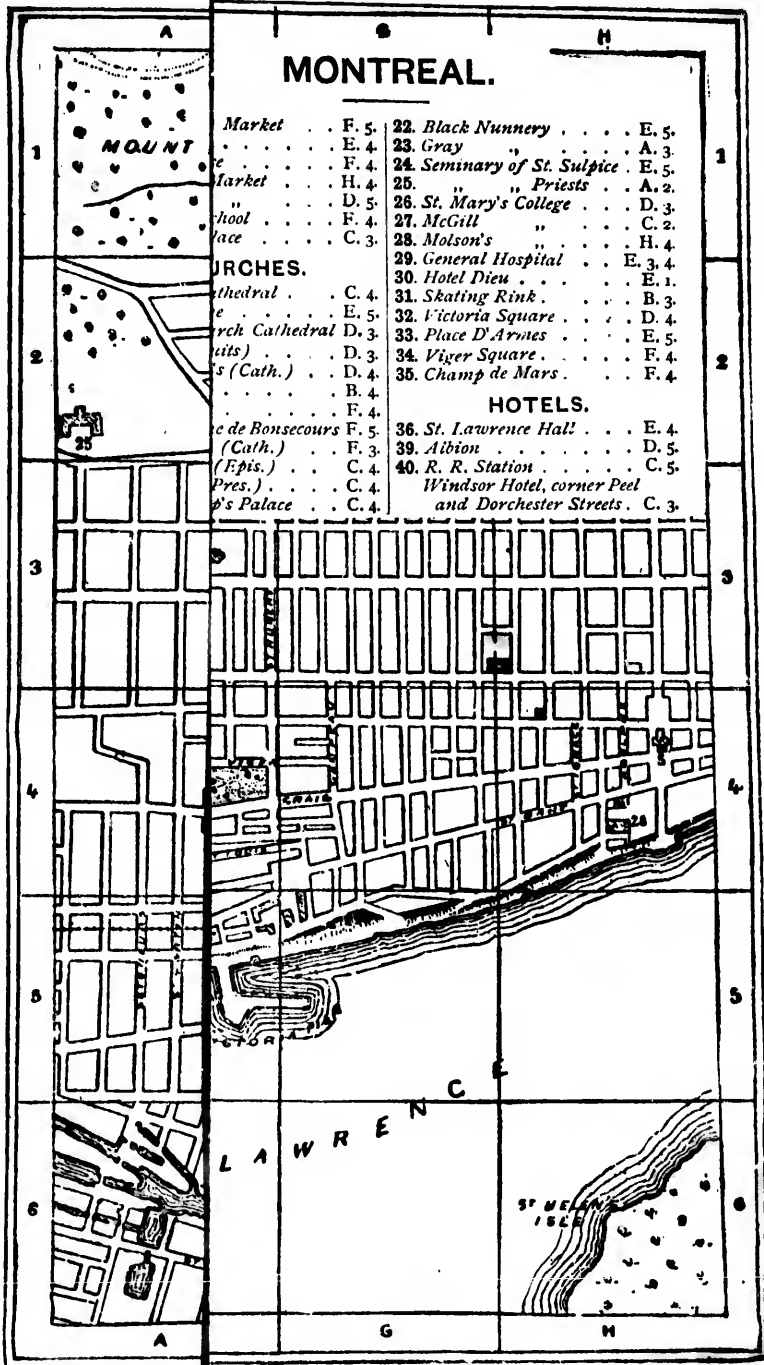 A G H
MONTREAL.
Market . . F. 5.
. . . . . . E. 4.
. . . F. 4.
Market . . H. 4.
„ . . . D. 5.
. . F. 4.
. . . . C. 3.
22. Black Nunnery . . . . E. 5.
23. Gray „ . . . . A. 3.
24. Seminary of St. Sulpice . E. 5.
25. „ „ Priests . . A. 2.
26. St. Mary's College . . . D. 3.
27. McGill „ . . . C. 2.
28. Molson's „ . . . H. 4.
29. General Hospital . . E. 3, 4.
30. Hotel Dieu . . . . . E. 1.
31. Skating Rink . . . . B. 3.
32. Victoria Square . . . . D. 4.
33. Place D'Armes . . . E. 5.
34. Viger Square . . . . . F. 4.
35. Champ de Mars . . . F. 4.
URCHES.
thedral . . C. 4.
. . . . E. 5.
rch Cathedral D. 3.
uits) . . . . D. 3.
's (Cath.) . . D. 4.
. . . . . . B. 4.
. . . . . . F. 4.
de Bonsecours F. 5.
(Cath.) . . F. 3.
(Epis.) . . . C. 4.
Pres.) . . . . C. 4.
p's Palace . . C. 4.
HOTELS.
36. St. Lawrence Hall . . . E. 4.
39. Albion . . . . . . . D. 5.
40. R. R. Station . . . . C. 5.
Windsor Hotel, corner Peel
and Dorchester Streets . C. 3.
1 MOUNT 1
2 2
25
3 3
4 4
CRAIG
28
5 5
LAWRENCE
6 6
ST HELEN'S
ISLE
A G H